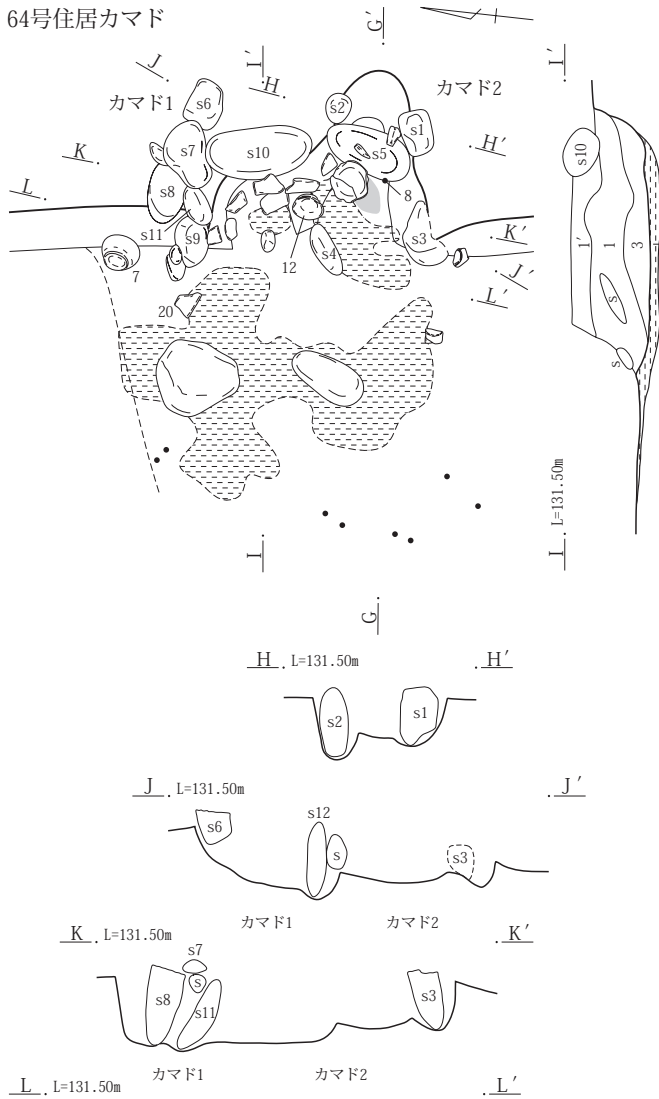 64号住居カマド
G′
I′
I′
J
H
カマド1
カマド2
s6
s2
s1
s7
s10
s5
H′
K
s10
s8
8
L
s11
s9
s3
K′
1′
1
3
12
s4
7
J′
L′
20
s
s
I
I L=131.50m
G
H L=131.50m
H′
s2
s1
J L=131.50m
J′
s12
s6
s
s3
カマド1
カマド2
K L=131.50m
K′
s7
s
s8
s11
s3
カマド1
カマド2
L L=131.50m
L′